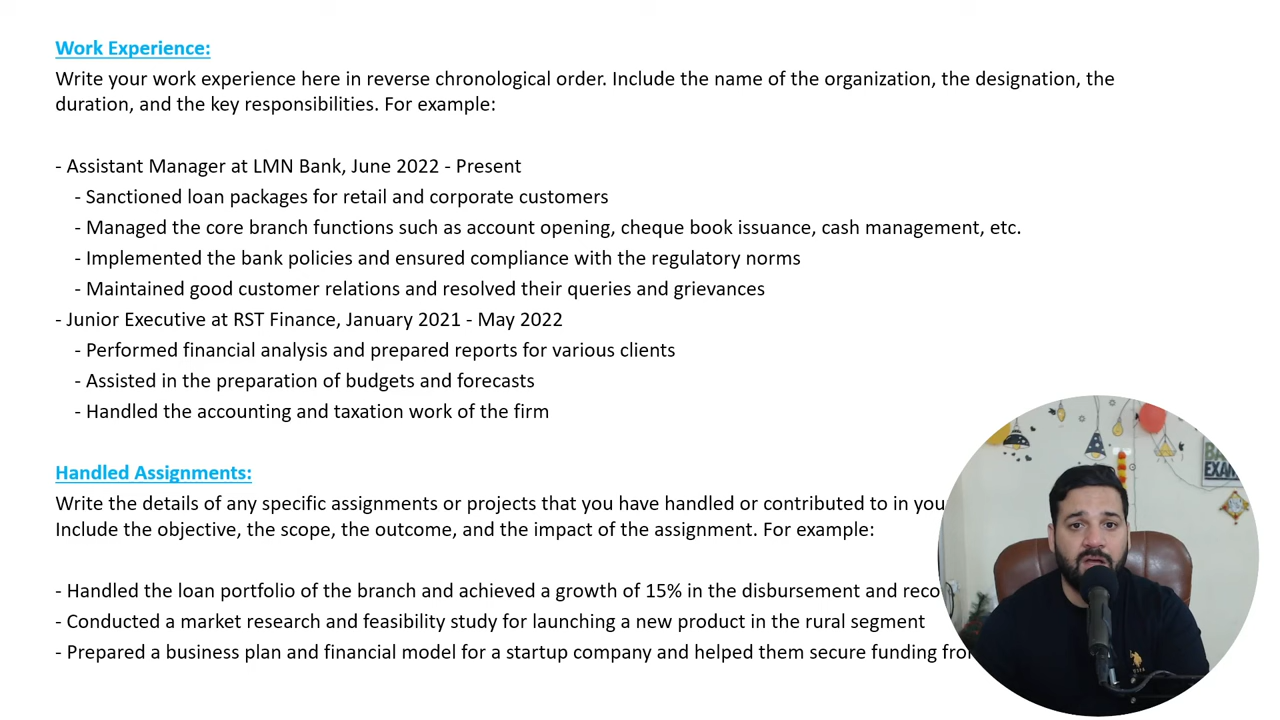 Work Experience:
Write your work experience here in reverse chronological order. Include the name of the organization, the designation, the
duration, and the key responsibilities. For example:
- Assistant Manager at LMN Bank, June 2022 - Present
- Sanctioned loan packages for retail and corporate customers
- Managed the core branch functions such as account opening, cheque book issuance, cash management, etc.
- Implemented the bank policies and ensured compliance with the regulatory norms
- Maintained good customer relations and resolved their queries and grievances
- Junior Executive at RST Finance, January 2021 - May 2022
- Performed financial analysis and prepared reports for various clients
- Assisted in the preparation of budgets and forecasts
- Handled the accounting and taxation work of the firm
Handled Assignments:
Write the details of any specific assignments or projects that you have handled or contributed to in
Include the objective, the scope, the outcome, and the impact of the assignment. For example:
- Handled the loan portfolio of the branch and achieved a growth of 15% in the disbursement and
- Conducted a market research and feasibility study for launching a new product in the rural segment
- Prepared a business plan and financial model for a startup company and helped them secure funding